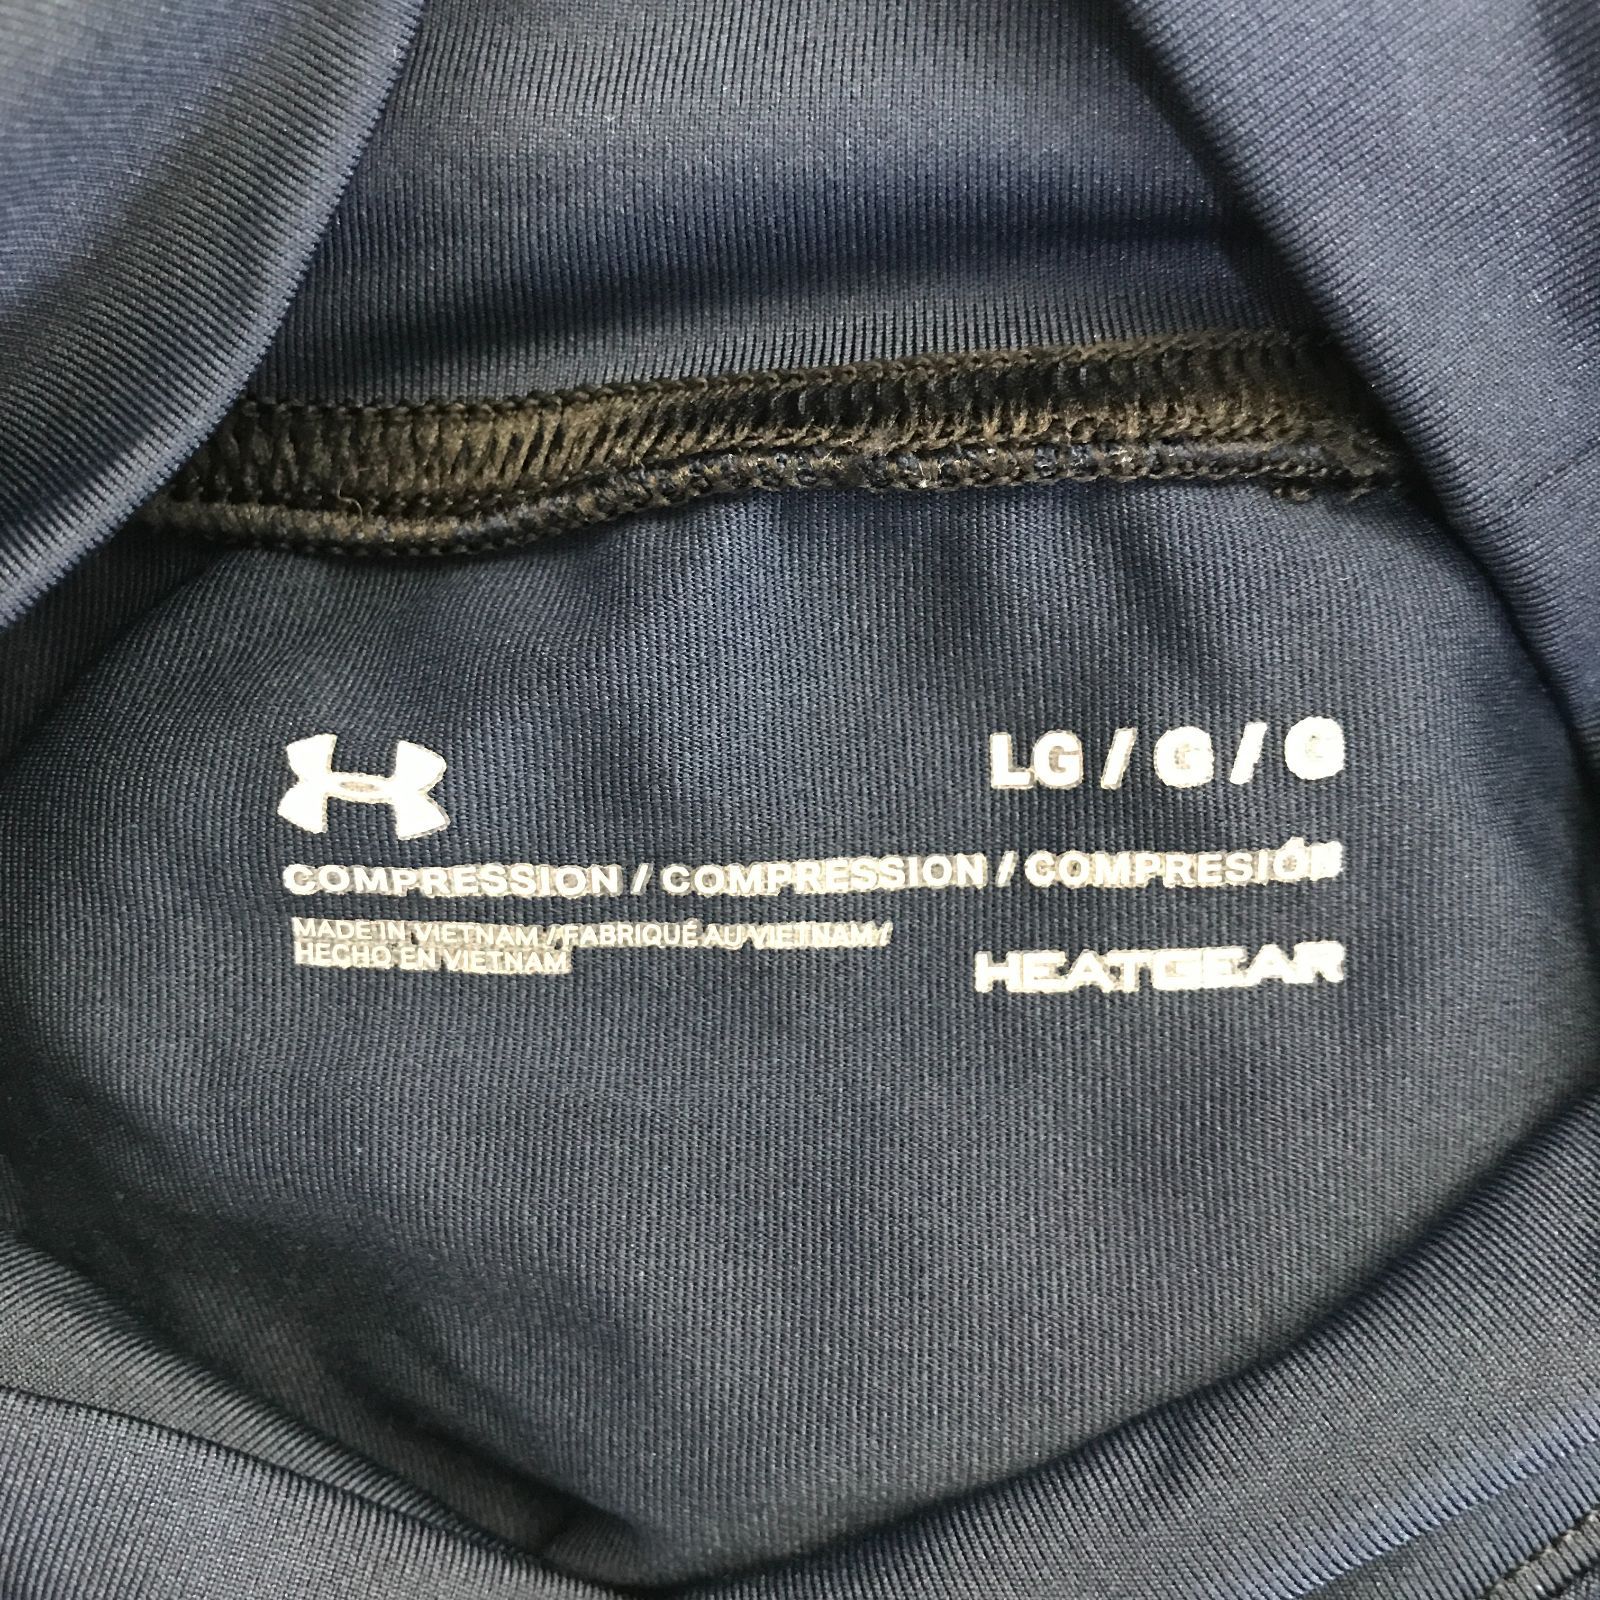 LG / G / G
COMPRESSION / COMPRESSION / COMPRESIÓN
MADE IN VIETNAM / FABRIQUÉ AU VIETNAM /
HECHO EN VIETNAM
HEATGEAR